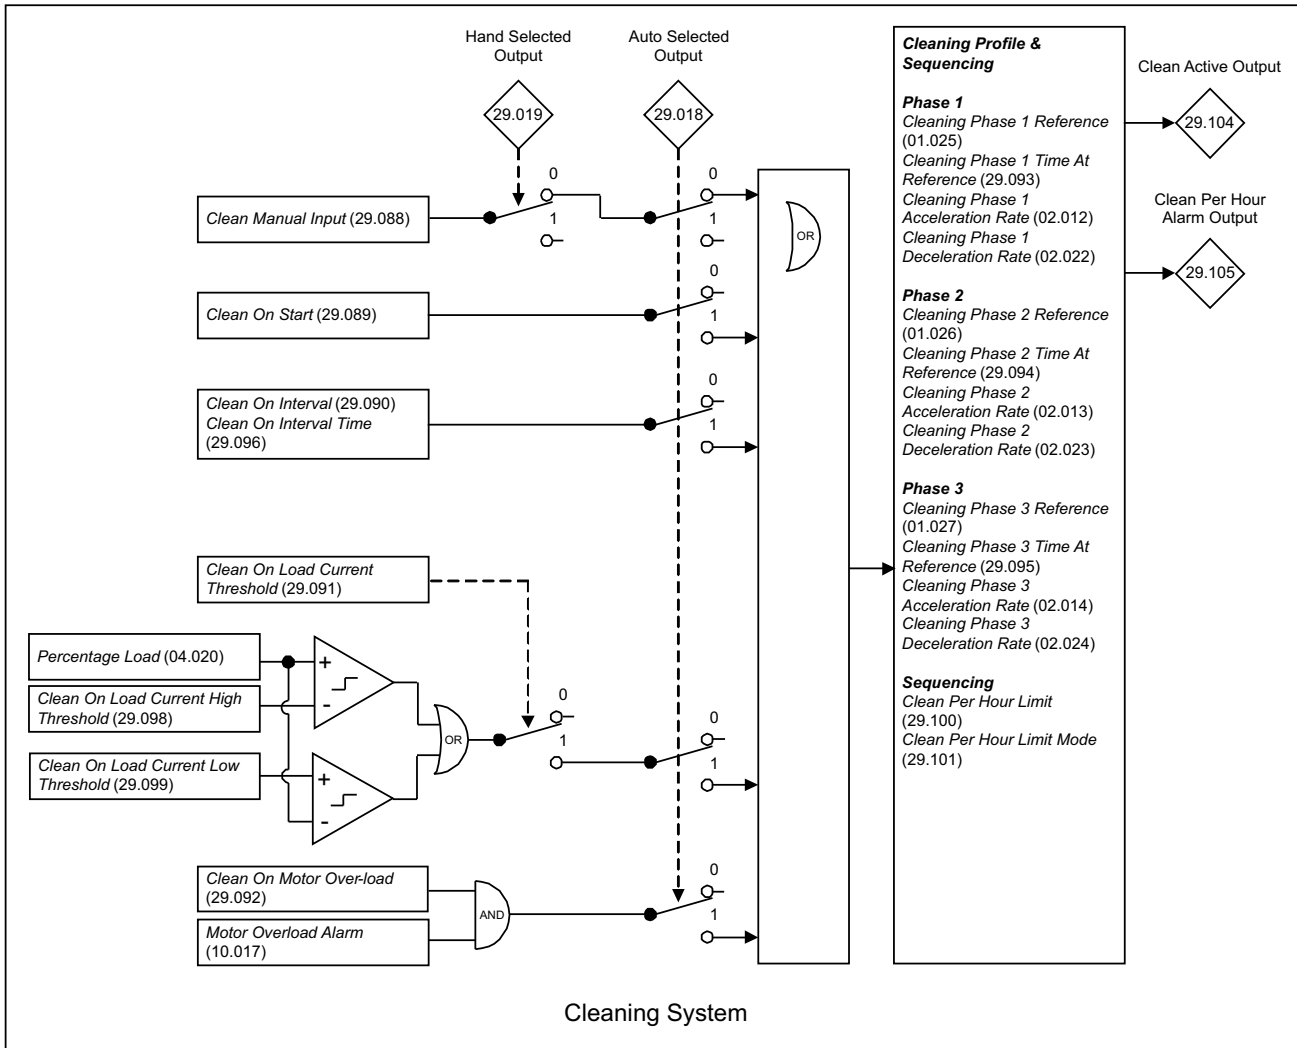 Hand Selected
Output
Auto Selected
Output
29.019
29.018
Clean Manual Input (29.088)
0
1
0
1
Clean On Start (29.089)
0
1
Clean On Interval (29.090)
Clean On Interval Time
(29.096)
0
1
Clean On Load Current
Threshold (29.091)
Percentage Load (04.020)
Clean On Load Current High
Threshold (29.098)
Clean On Load Current Low
Threshold (29.099)
+
-
+
-
OR
0
1
0
1
Clean On Motor Over-load
(29.092)
Motor Overload Alarm
(10.017)
AND
0
1
OR
Cleaning Profile &
Sequencing
Phase 1
Cleaning Phase 1 Reference
(01.025)
Cleaning Phase 1 Time At
Reference (29.093)
Cleaning Phase 1
Acceleration Rate (02.012)
Cleaning Phase 1
Deceleration Rate (02.022)
Phase 2
Cleaning Phase 2 Reference
(01.026)
Cleaning Phase 2 Time At
Reference (29.094)
Cleaning Phase 2
Acceleration Rate (02.013)
Cleaning Phase 2
Deceleration Rate (02.023)
Phase 3
Cleaning Phase 3 Reference
(01.027)
Cleaning Phase 3 Time At
Reference (29.095)
Cleaning Phase 3
Acceleration Rate (02.014)
Cleaning Phase 3
Deceleration Rate (02.024)
Sequencing
Clean Per Hour Limit
(29.100)
Clean Per Hour Limit Mode
(29.101)
Clean Active Output
29.104
Clean Per Hour
Alarm Output
29.105
Cleaning System